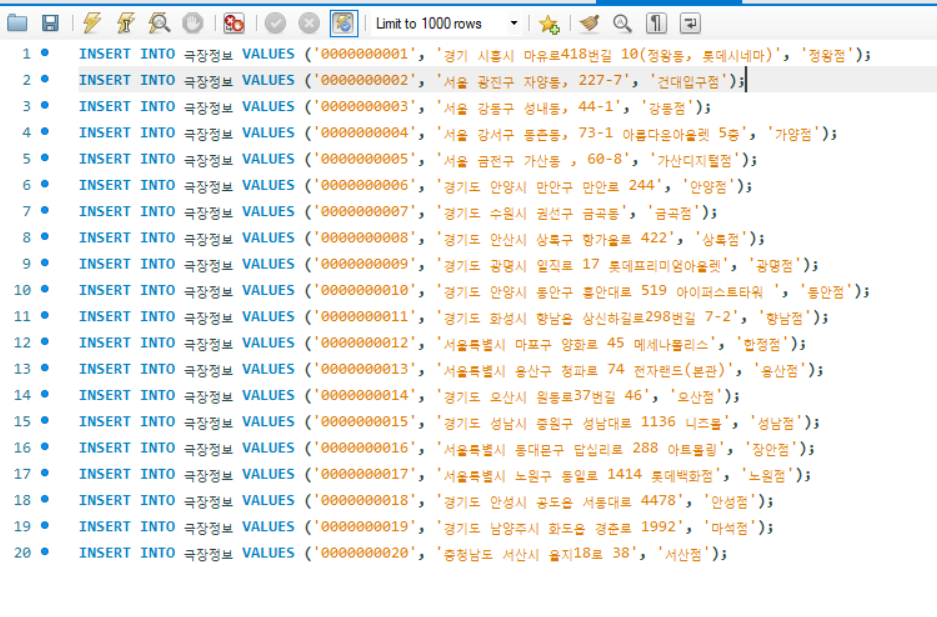 Limit to 1000 rows
1 INSERT INTO 극장정보 VALUES ('0000000001', '경기 시흥시 마유로418번길 10(정왕동, 롯데시네마)', '정왕점');
2 INSERT INTO 극장정보 VALUES ('0000000002', '서울 광진구 자양동, 227-7', '건대입구점');
3 INSERT INTO 극장정보 VALUES ('0000000003', '서울 강동구 성내동, 44-1', '강동점');
4 INSERT INTO 극장정보 VALUES ('0000000004', '서울 강서구 등촌동, 73-1 아름다운아울렛 5층', '가양점');
5 INSERT INTO 극장정보 VALUES ('0000000005', '서울 금전구 가산동 , 60-8', '가산디지털점');
6 INSERT INTO 극장정보 VALUES ('0000000006', '경기도 안양시 만안구 만안로 244', '안양점');
7 INSERT INTO 극장정보 VALUES ('0000000007', '경기도 수원시 권선구 금곡동', '금곡점');
8 INSERT INTO 극장정보 VALUES ('0000000008', '경기도 안산시 상록구 항가울로 422', '상록점');
9 INSERT INTO 극장정보 VALUES ('0000000009', '경기도 광명시 일직로 17 롯데프리미엄아울렛', '광명점');
10 INSERT INTO 극장정보 VALUES ('0000000010', '경기도 안양시 동안구 흥안대로 519 아이퍼스트타워 ', '동안점');
11 INSERT INTO 극장정보 VALUES ('0000000011', '경기도 화성시 향남읍 상신하길로298번길 7-2', '향남점');
12 INSERT INTO 극장정보 VALUES ('0000000012', '서울특별시 마포구 양화로 45 메세나폴리스', '합정점');
13 INSERT INTO 극장정보 VALUES ('0000000013', '서울특별시 용산구 청파로 74 전자랜드(본관)', '용산점');
14 INSERT INTO 극장정보 VALUES ('0000000014', '경기도 오산시 원동로37번길 46', '오산점');
15 INSERT INTO 극장정보 VALUES ('0000000015', '경기도 성남시 중원구 성남대로 1136 니즈몰', '성남점');
16 INSERT INTO 극장정보 VALUES ('0000000016', '서울특별시 동대문구 답십리로 288 아트몰링', '장안점');
17 INSERT INTO 극장정보 VALUES ('0000000017', '서울특별시 노원구 동일로 1414 롯데백화점', '노원점');
18 INSERT INTO 극장정보 VALUES ('0000000018', '경기도 안성시 공도읍 서동대로 4478', '안성점');
19 INSERT INTO 극장정보 VALUES ('0000000019', '경기도 남양주시 화도읍 경춘로 1992', '마석점');
20 INSERT INTO 극장정보 VALUES ('0000000020', '충청남도 서산시 율지18로 38', '서산점');